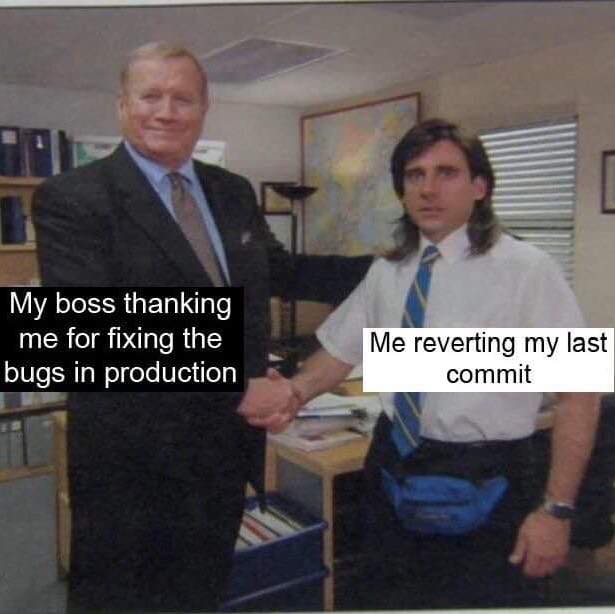 My boss thanking
me for fixing the
bugs in production
Me reverting my last
commit